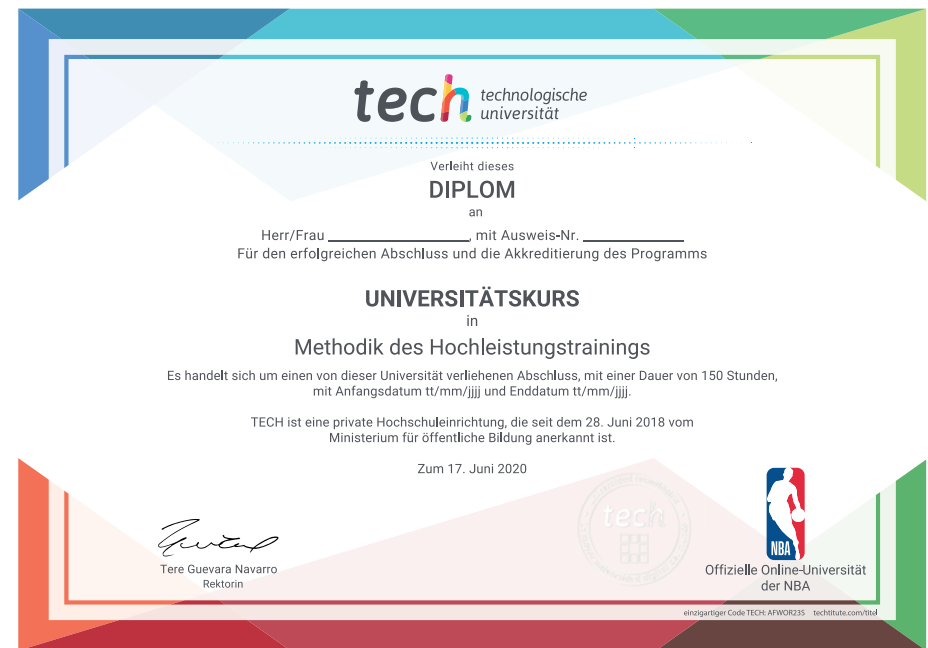 tech technologische
universität
Verleiht dieses
DIPLOM
an
Herr/Frau ____________, mit Ausweis-Nr. ____________
Für den erfolgreichen Abschluss und die Akkreditierung des Programms
UNIVERSITÄTSKURS
in
Methodik des Hochleistungstrainings
Es handelt sich um einen von dieser Universität verliehenen Abschluss, mit einer Dauer von 150 Stunden,
mit Anfangsdatum tt/mm/jjjj und Enddatum tt/mm/jjjj.
TECH ist eine private Hochschuleinrichtung, die seit dem 28. Juni 2018 vom
Ministerium für öffentliche Bildung anerkannt ist.
Zum 17. Juni 2020
tech
NBA
Tere Guevara Navarro
Rektorin
Offizielle Online-Universität
der NBA
einzigartiger Code TECH: AFWOR23S techtitute.com/titel